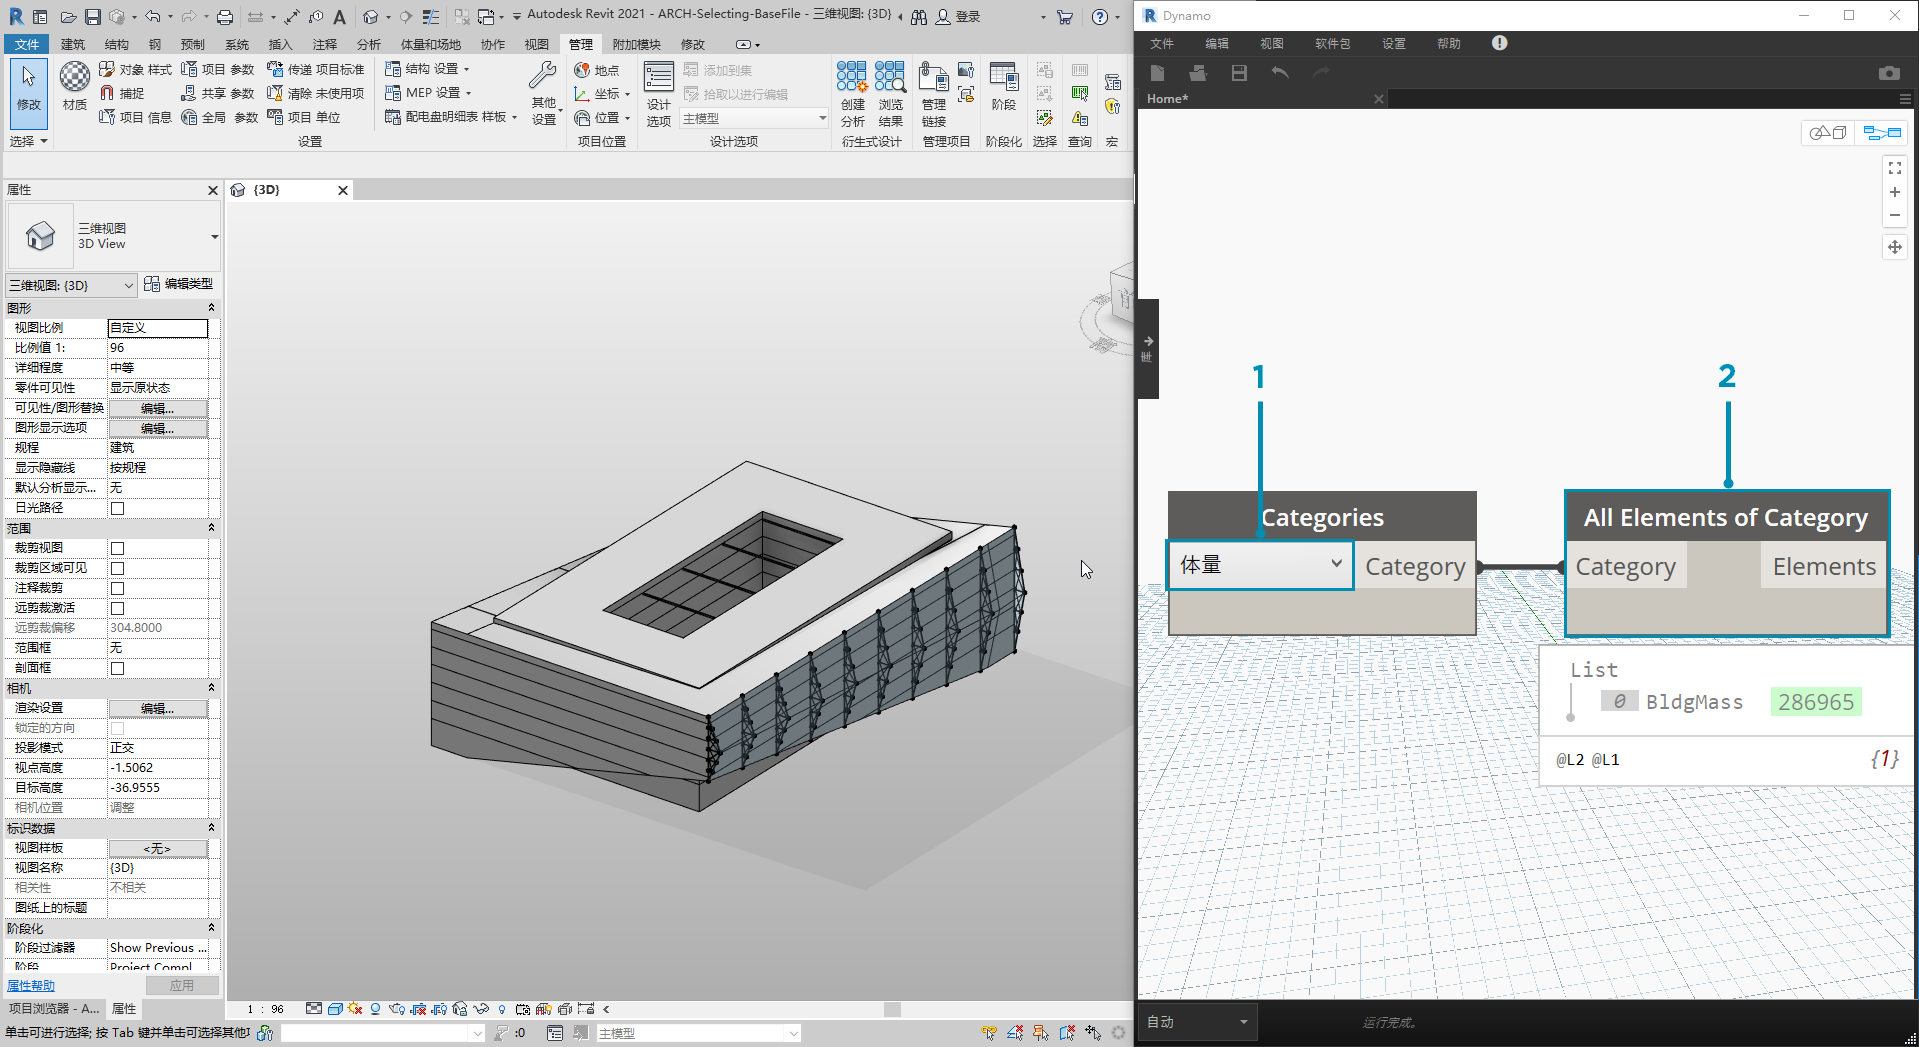 Autodesk Revit 2021 - ARCH-Selecting-BaseFile - 三维视图: {3D}
登录
文件 建筑 结构 钢 预制 系统 插入 注释 分析 体量和场地 协作 视图 管理 附加模块 修改
修改
材质
对象 样式
捕捉
项目 信息
项目 参数
共享 参数
全局 参数
传递 项目标准
清除 未使用项
项目 单位
结构 设置
MEP 设置
配电盘明细表 样板
其他
设置
地点
坐标
位置
设计
选项
添加到集
拾取以进行编辑
主模型
创建
分析
浏览
结果
管理
链接
阶段
选择 设置 项目位置 设计选项 衍生式设计 管理项目 阶段化 选择 查询 宏
属性
三维视图
3D View
三维视图: {3D} 编辑类型
图形
视图比例 自定义
比例值 1: 96
详细程度 中等
零件可见性 显示原状态
可见性/图形替换 编辑...
图形显示选项 编辑...
规程 建筑
显示隐藏线 按规程
默认分析显示... 无
日光路径
范围
裁剪视图
裁剪区域可见
注释裁剪
远剪裁激活
远剪裁偏移 304.8000
范围框 无
剖面框
相机
渲染设置 编辑...
锁定的方向
投影模式 正交
视点高度 -1.5062
目标高度 -36.9555
相机位置 调整
标识数据
视图样板 <无>
视图名称 {3D}
相关性 不相关
图纸上的标题
阶段化
阶段过滤器 Show Previous ...
阶段 Project Compl
属性帮助 应用
项目浏览器 - A... 属性
{3D}
1 : 96
单击可进行选择; 按 Tab 键并单击可选择其他项
:0
主模型
Dynamo
文件 编辑 视图 软件包 设置 帮助
Home*
库
1
2
Categories
体量 Category
All Elements of Category
Category Elements
List
0 BldgMass 286965
@L2 @L1 {1}
自动 运行完成。